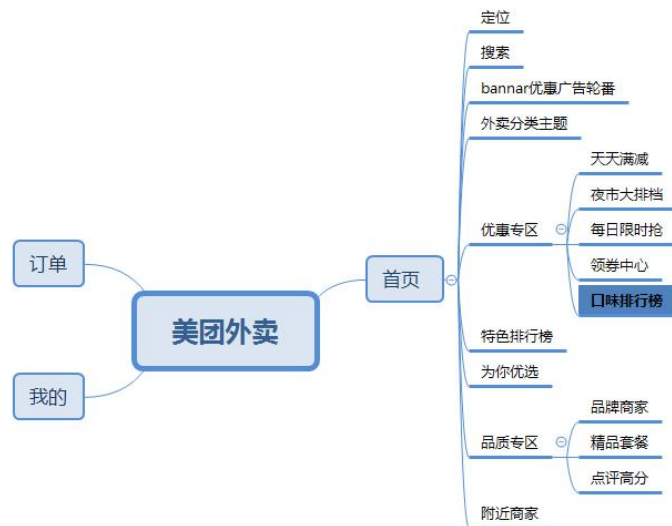 定位
搜索
bannar优惠广告轮番
外卖分类主题
优惠专区
天天满减
夜市大排档
每日限时抢
领券中心
口味排行榜
特色排行榜
为你优选
品质专区
品牌商家
精品套餐
点评高分
附近商家
首页
美团外卖
订单
我的